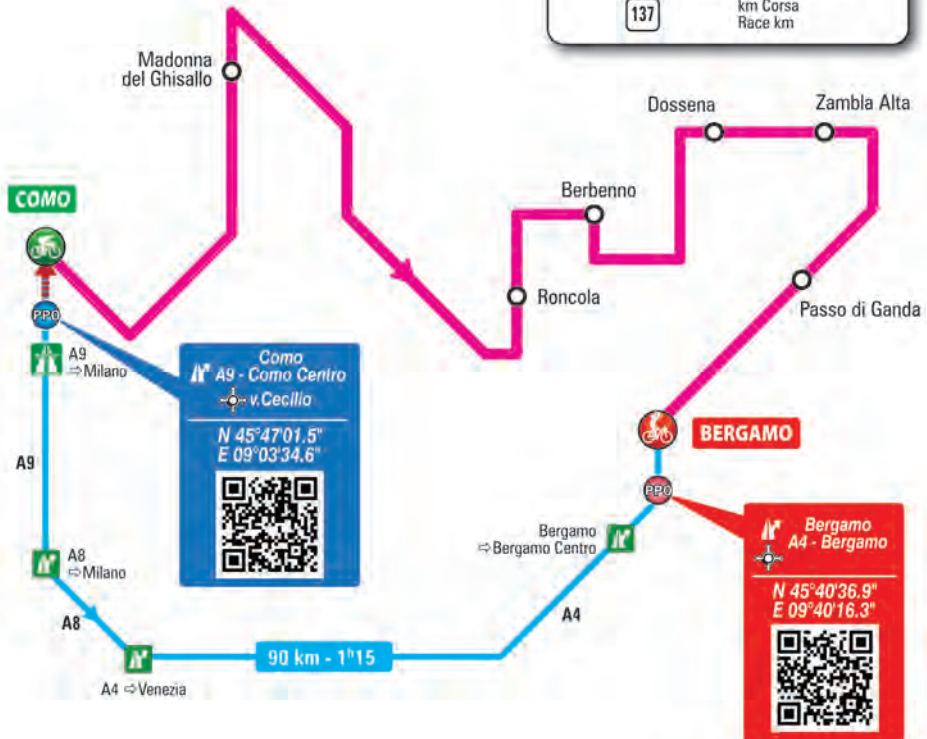 137
km Corsa
Race km
Madonna
del Ghisallo
Dossena
Zambla Alta
Berbenno
COMO
Roncola
Passo di Ganda
PPO
A9
⇨Milano
Como
A9 - Como Centro
v.Cecilio
N 45°47'01.5"
E 09°03'34.6"
BERGAMO
A9
PPO
Bergamo
⇨Bergamo Centro
Bergamo
A4 - Bergamo
N 45°40'36.9"
E 09°40'16.3"
A8
⇨Milano
A8
A4
90 km - 1h15
A4 ⇨Venezia